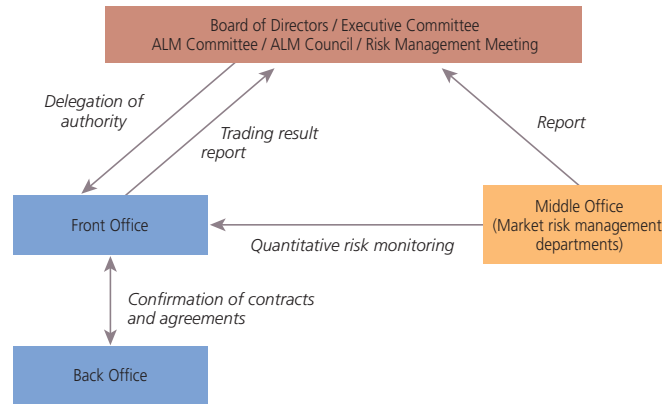 Board of Directors / Executive Committee
ALM Committee / ALM Council / Risk Management Meeting
Delegation of
authority
Trading result
report
Report
Front Office
Middle Office
(Market risk management
departments)
Quantitative risk monitoring
Confirmation of contracts
and agreements
Back Office